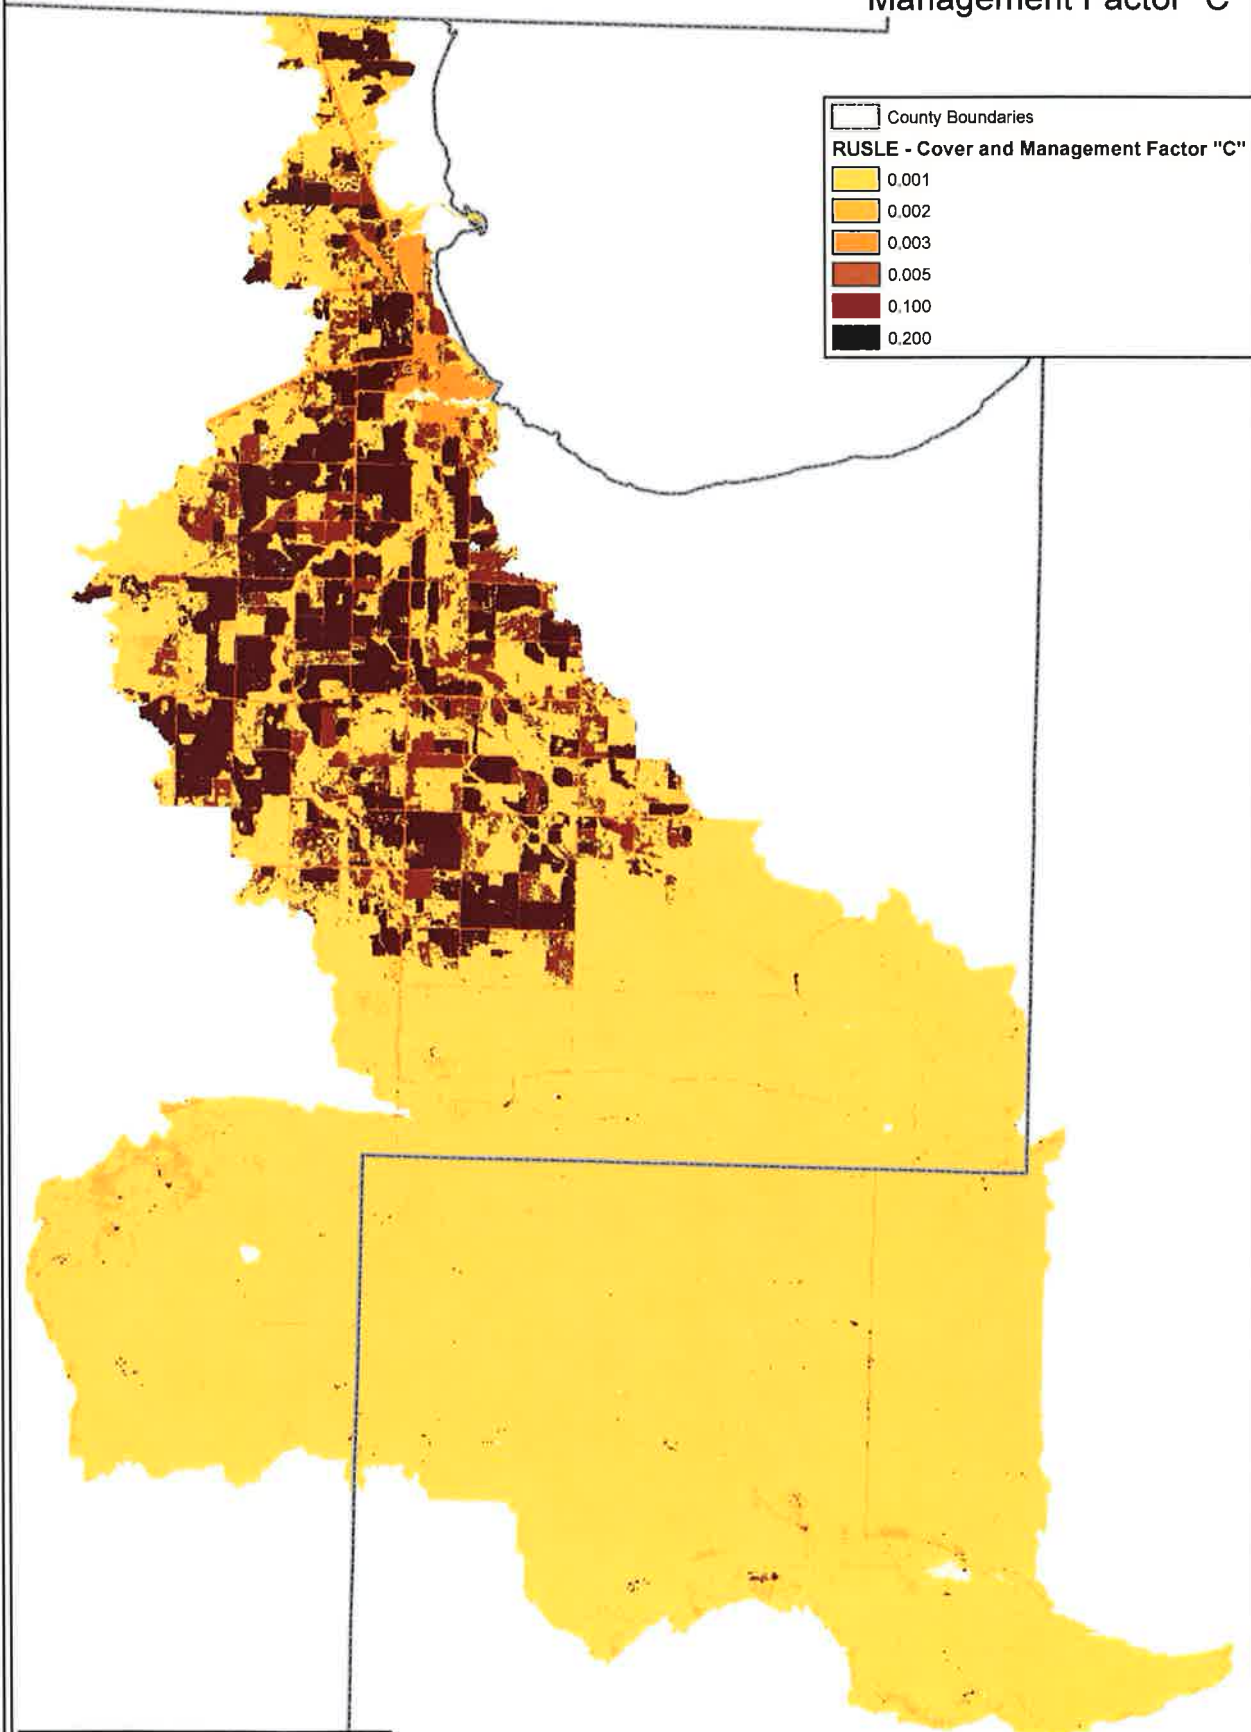 Management Factor "C"
County Boundaries
RUSLE - Cover and Management Factor "C"
0.001
0.002
0.003
0.005
0.100
0.200